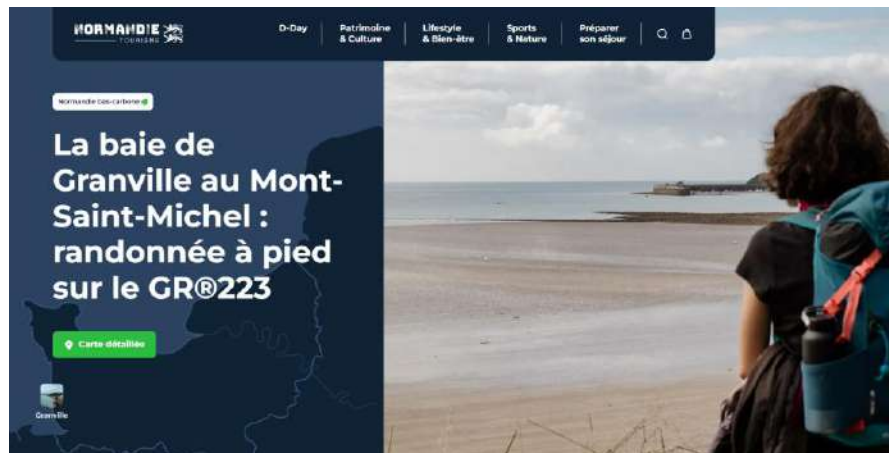 NORMANDIE
TOURISME
D-Day
Patrimoine
& Culture
Lifestyle
& Bien-être
Sports
& Nature
Préparer
son séjour
Normandie bas-carbone
La baie de
Granville au Mont-
Saint-Michel :
randonnée à pied
sur le GR®223
Carte détaillée
Granville